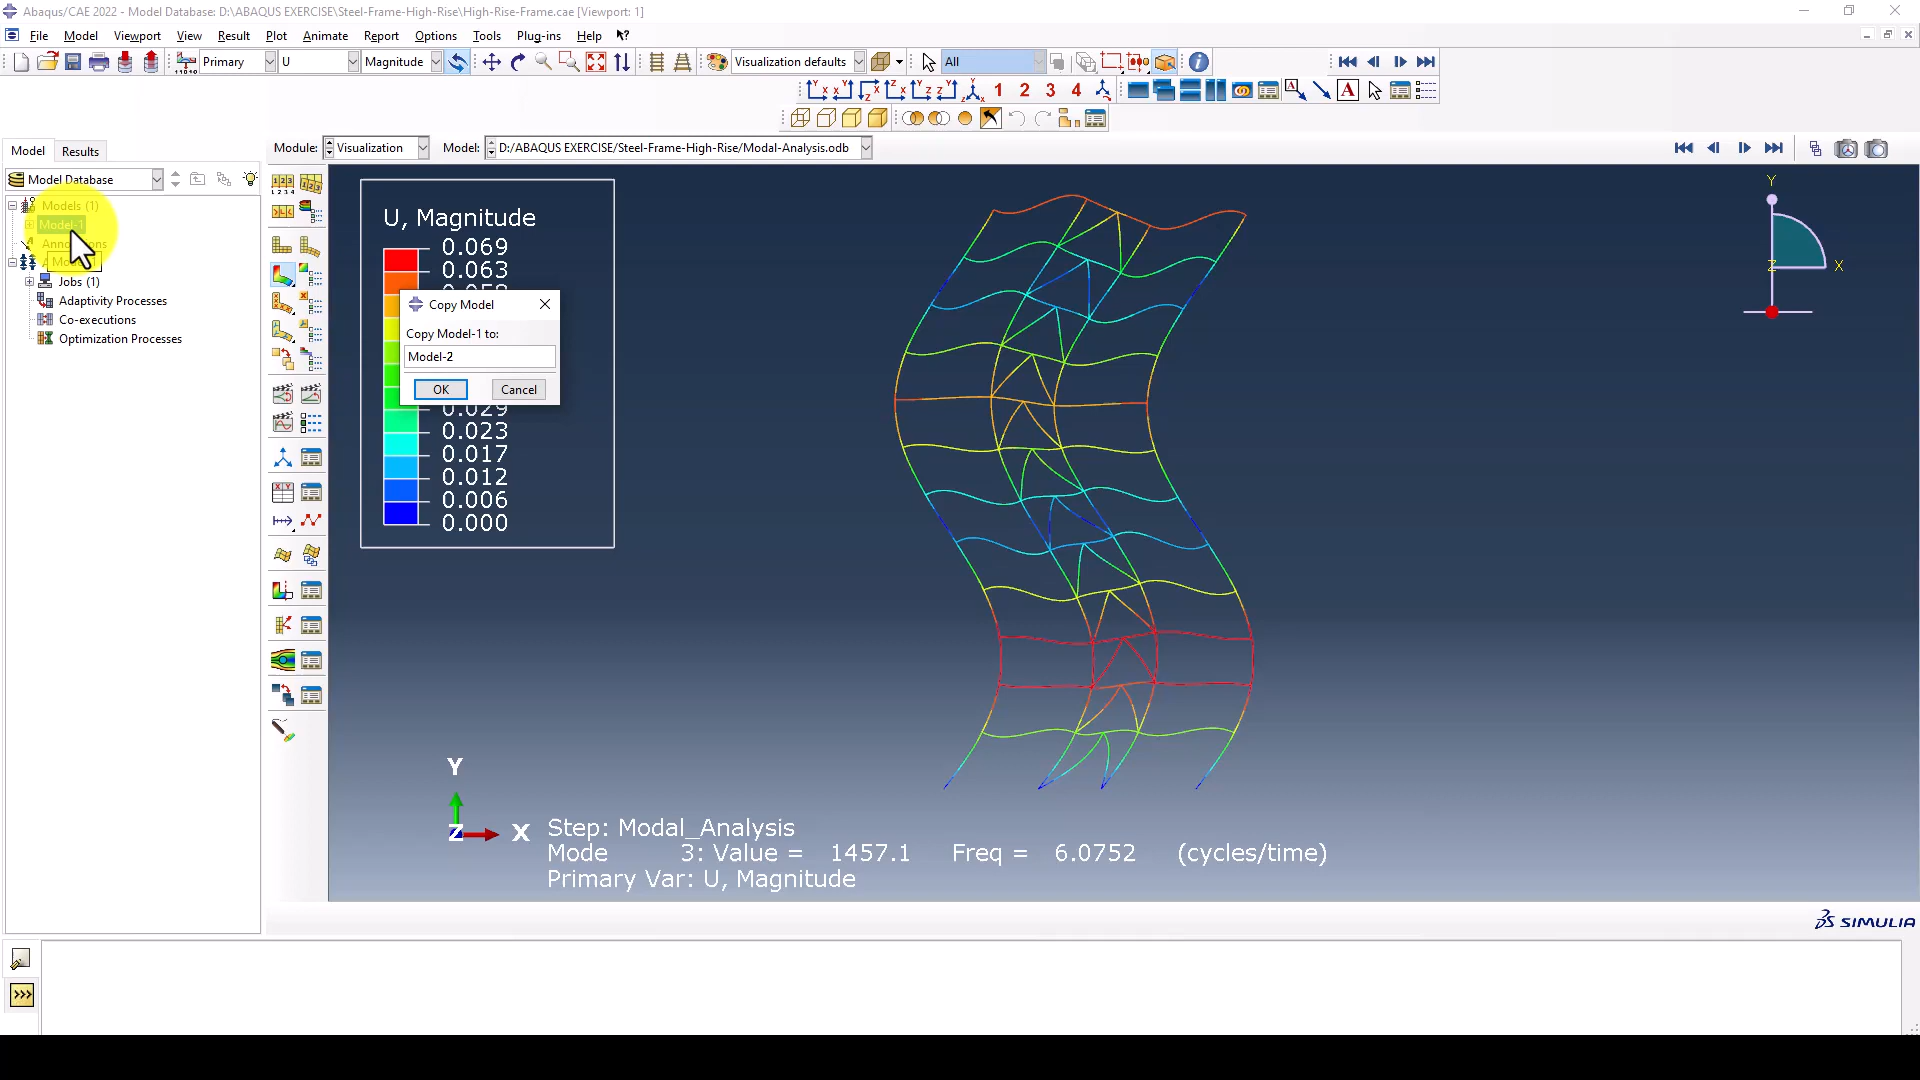 Abaqus/CAE 2022 - Model Database: D:\ABAQUS EXERCISE\Steel-Frame-High-Rise\High-Rise-Frame.cae [Viewport: 1]
File Model Viewport View Result Plot Animate Report Options Tools Plug-ins Help
Primary U Magnitude Visualization defaults All
1 2 3 4
Model Results
Module: Visualization Model: D:/ABAQUS EXERCISE/Steel-Frame-High-Rise/Modal-Analysis.odb
Model Database
Models (1)
Model-1
Annotations
Jobs (1)
Adaptivity Processes
Co-executions
Optimization Processes
U, Magnitude
0.069
0.063
0.029
0.023
0.017
0.012
0.006
0.000
Copy Model
Copy Model-1 to:
Model-2
OK Cancel
Y
X
Z
Y
X
Z
Step: Modal_Analysis
Mode 3: Value = 1457.1 Freq = 6.0752 (cycles/time)
Primary Var: U, Magnitude
SIMULIA